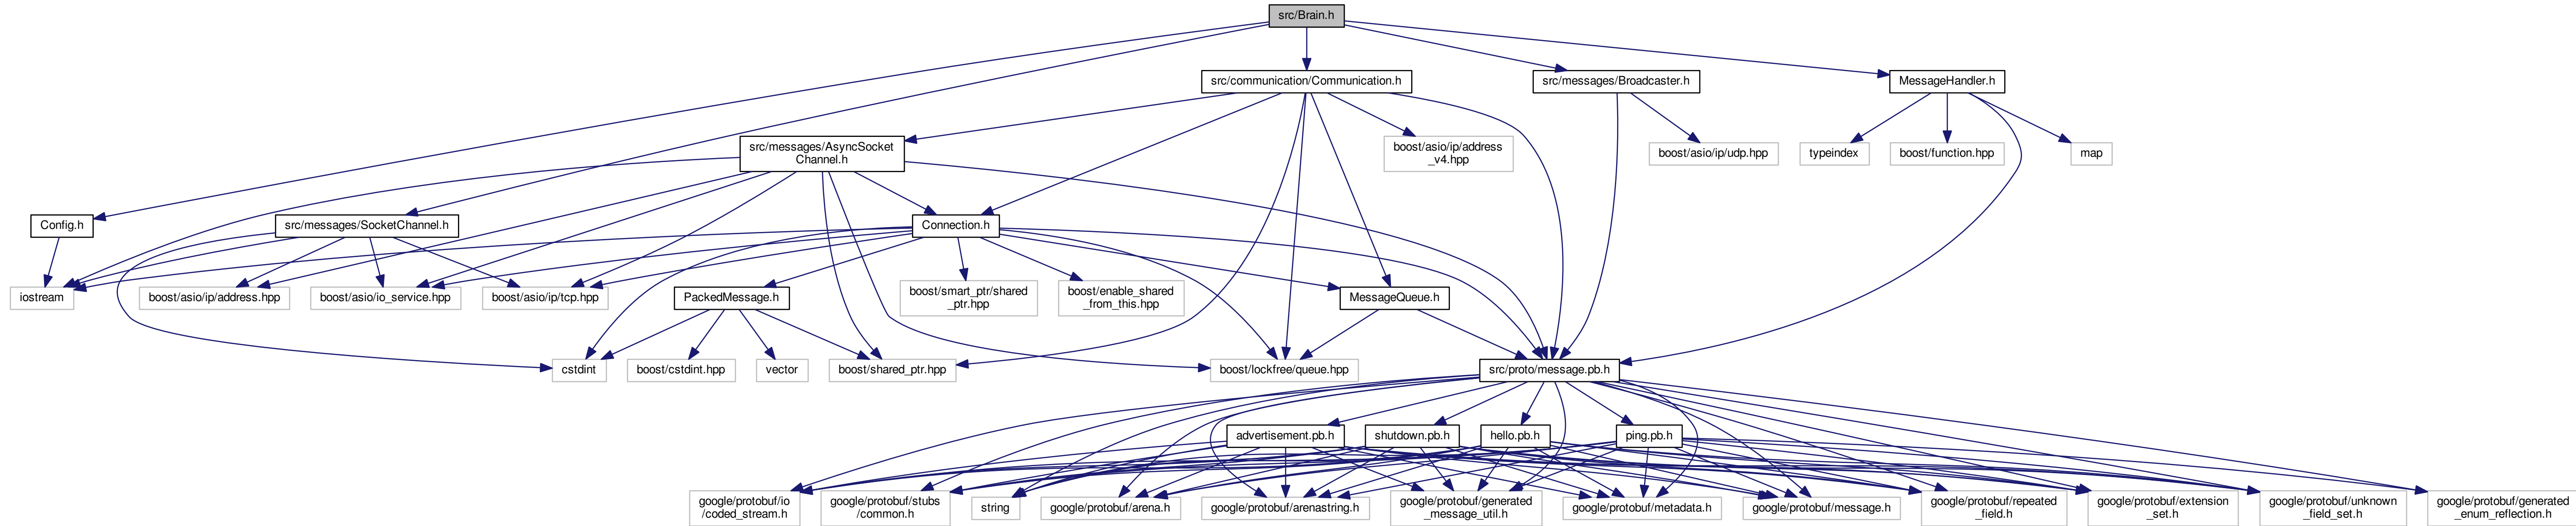 src/Brain.h
src/communication/Communication.h
src/messages/Broadcaster.h
MessageHandler.h
src/messages/AsyncSocket
Channel.h
boost/asio/ip/address
_v4.hpp
boost/asio/ip/udp.hpp
typeindex
boost/function.hpp
map
Config.h
src/messages/SocketChannel.h
Connection.h
iostream
boost/asio/ip/address.hpp
boost/asio/io_service.hpp
boost/asio/ip/tcp.hpp
PackedMessage.h
boost/smart_ptr/shared
_ptr.hpp
boost/enable_shared
_from_this.hpp
MessageQueue.h
cstdint
boost/cstdint.hpp
vector
boost/shared_ptr.hpp
boost/lockfree/queue.hpp
src/proto/message.pb.h
advertisement.pb.h
shutdown.pb.h
hello.pb.h
ping.pb.h
google/protobuf/io
/coded_stream.h
google/protobuf/stubs
/common.h
string
google/protobuf/arena.h
google/protobuf/arenastring.h
google/protobuf/generated
_message_util.h
google/protobuf/metadata.h
google/protobuf/message.h
google/protobuf/repeated
_field.h
google/protobuf/extension
_set.h
google/protobuf/unknown
_field_set.h
google/protobuf/generated
_enum_reflection.h